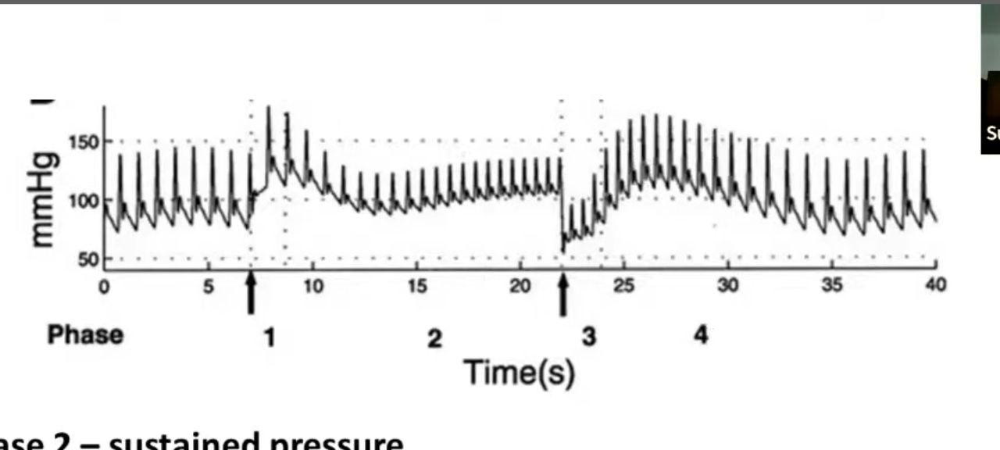 mmHg
150
100
50
0 5 10 15 20 25 30 35 40
Phase 1 2 3 4
Time(s)
ase 2 – sustained pressure